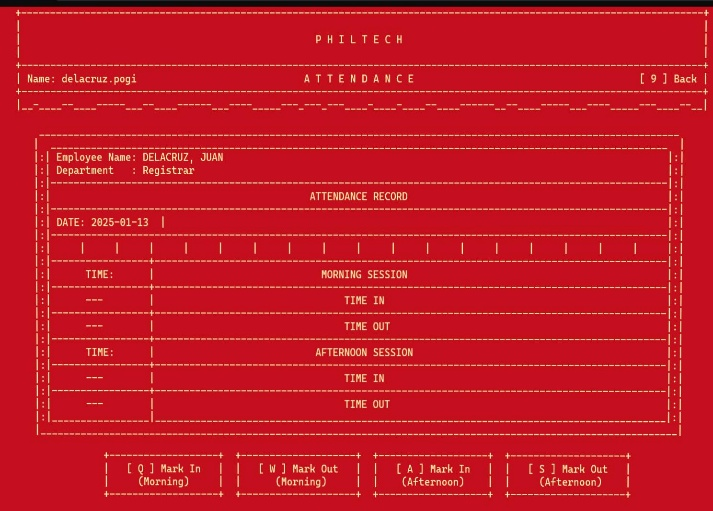 P H I L T E C H
Name: delacruz.pogi A T T E N D A N C E [ 9 ] Back
Employee Name: DELACRUZ, JUAN
Department : Registrar
ATTENDANCE RECORD
DATE: 2025-01-13
TIME: MORNING SESSION
--- TIME IN
--- TIME OUT
TIME: AFTERNOON SESSION
--- TIME IN
--- TIME OUT
[ Q ] Mark In [ W ] Mark Out [ A ] Mark In [ S ] Mark Out
(Morning) (Morning) (Afternoon) (Afternoon)